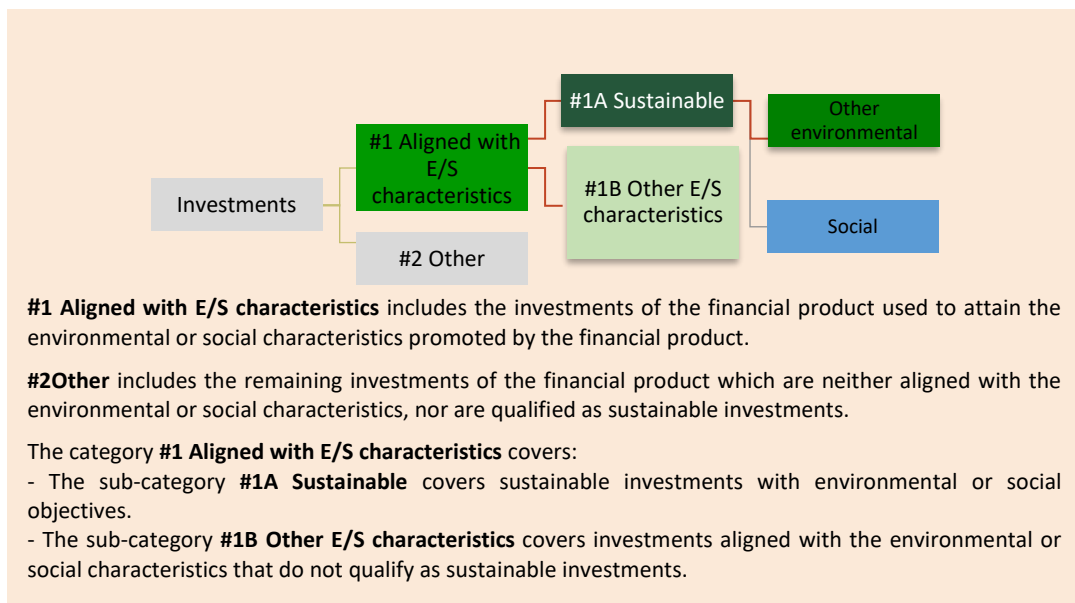 #1A Sustainable
Other
environmental
#1 Aligned with
E/S
characteristics
#1B Other E/S
characteristics
Investments
Social
#2 Other
#1 Aligned with E/S characteristics includes the investments of the financial product used to attain the
environmental or social characteristics promoted by the financial product.
#2Other includes the remaining investments of the financial product which are neither aligned with the
environmental or social characteristics, nor are qualified as sustainable investments.
The category #1 Aligned with E/S characteristics covers:
- The sub-category #1A Sustainable covers sustainable investments with environmental or social
objectives.
- The sub-category #1B Other E/S characteristics covers investments aligned with the environmental or
social characteristics that do not qualify as sustainable investments.